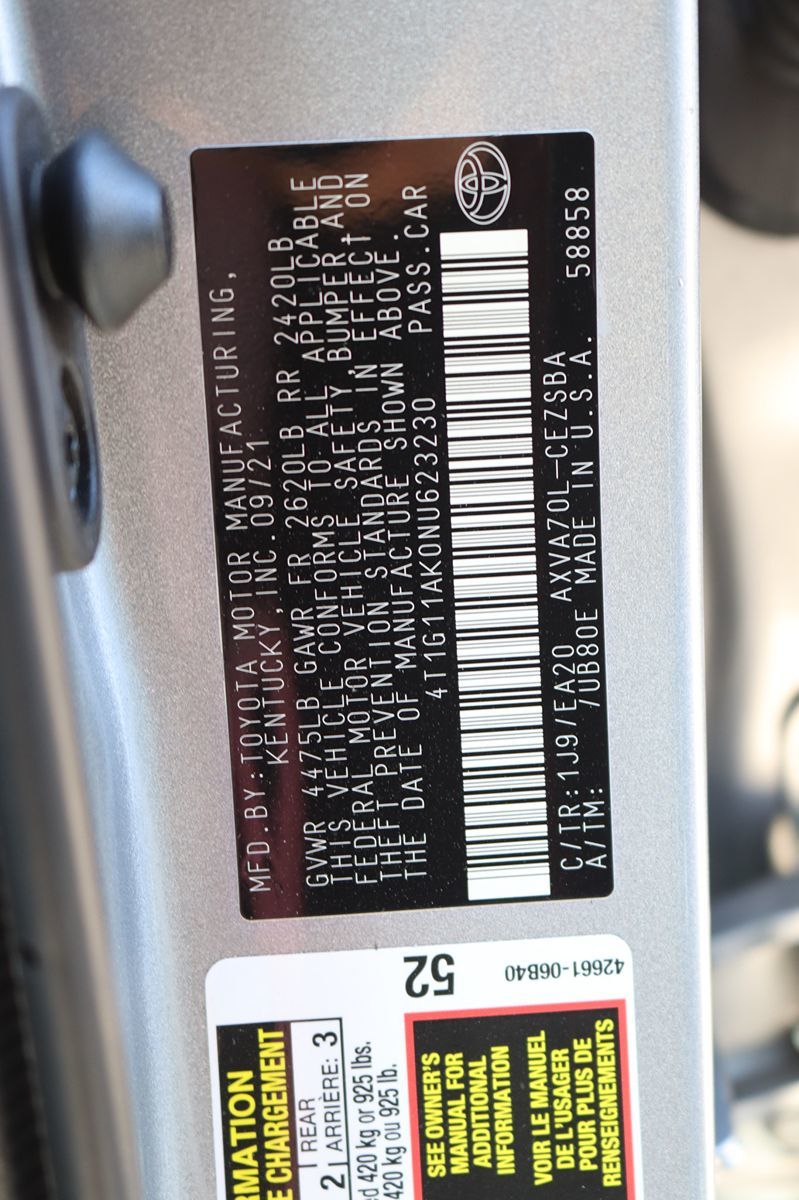 MFD.BY:TOYOTA MOTOR MANUFACTURING,
KENTUCKY,INC.09/21
GVWR 4475LB GAWR FR 2620LB RR 2420LB
THIS VEHICLE CONFORMS TO ALL APPLICABLE
FEDERAL MOTOR VEHICLE SAFETY,BUMPER,AND
THEFT PREVENTION STANDARDS IN EFFECT ON
THE DATE OF MANUFACTURE SHOWN ABOVE.
4T1G11AK0NU623230 PASS.CAR
C/TR:1J9/EA20 AXVA70L-CEZSBA
A/TM: /UB80E MADE IN U.S.A. 58858
52
42661-06B40
REAR
2 ARRIÈRE: 3
420 kg or 925 lbs.
420 kg ou 925 lb.
SEE OWNER'S
MANUAL FOR
ADDITIONAL
INFORMATION
VOIR LE MANUEL
DE L'USAGER
POUR PLUS DE
RENSEIGNEMENTS
CHARGEMENT